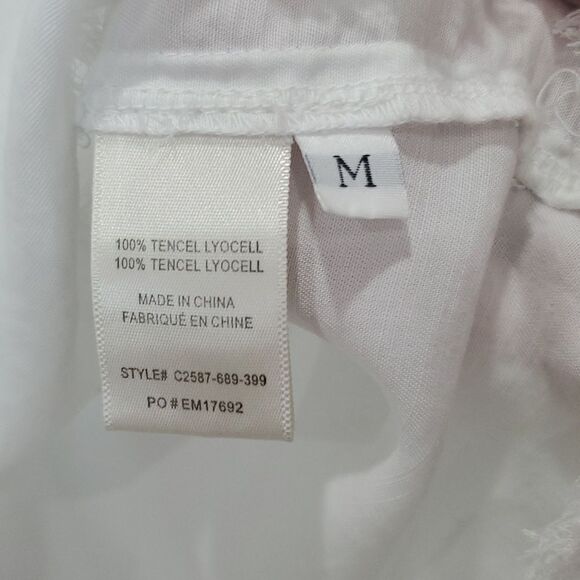 M
100% TENCEL LYOCELL
100% TENCEL LYOCELL
MADE IN CHINA
FABRIQUÉ EN CHINE
STYLE# C2587-689-399
PO # EM17692